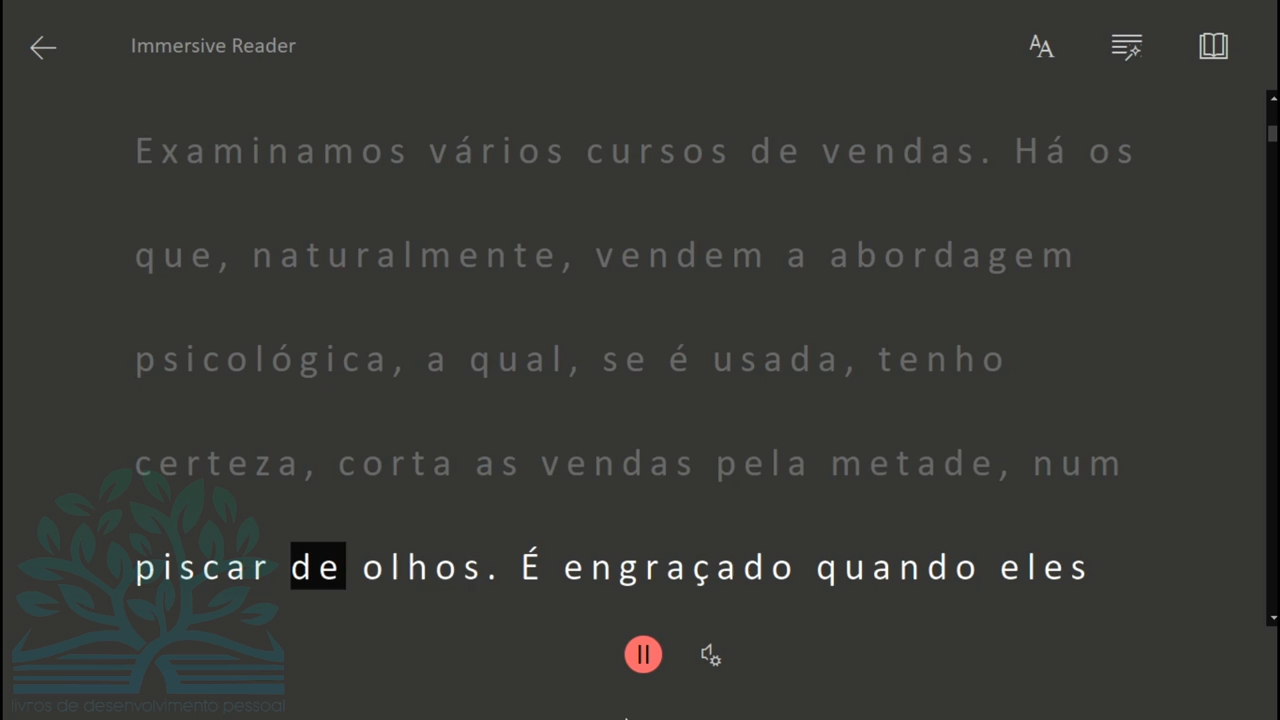 Immersive Reader
Examinamos vários cursos de vendas. Há os
que, naturalmente, vendem a abordagem
psicológica, a qual, se é usada, tenho
certeza, corta as vendas pela metade, num
piscar de olhos. É engraçado quando eles
livros de desenvolvimento pessoal